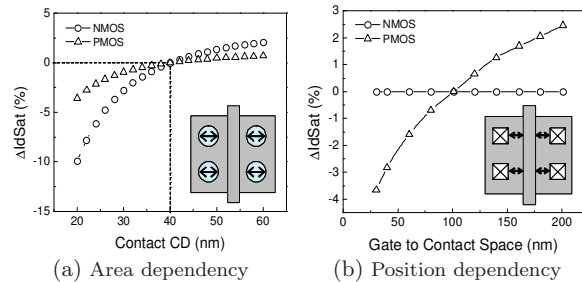 NMOS
PMOS
5
0
-5
-10
-15
ΔIdSat (%)
20
30
40
50
60
Contact CD (nm)
(a) Area dependency
NMOS
PMOS
3
2
1
0
-1
-2
-3
-4
ΔIdSat (%)
0
50
100
150
200
Gate to Contact Space (nm)
(b) Position dependency